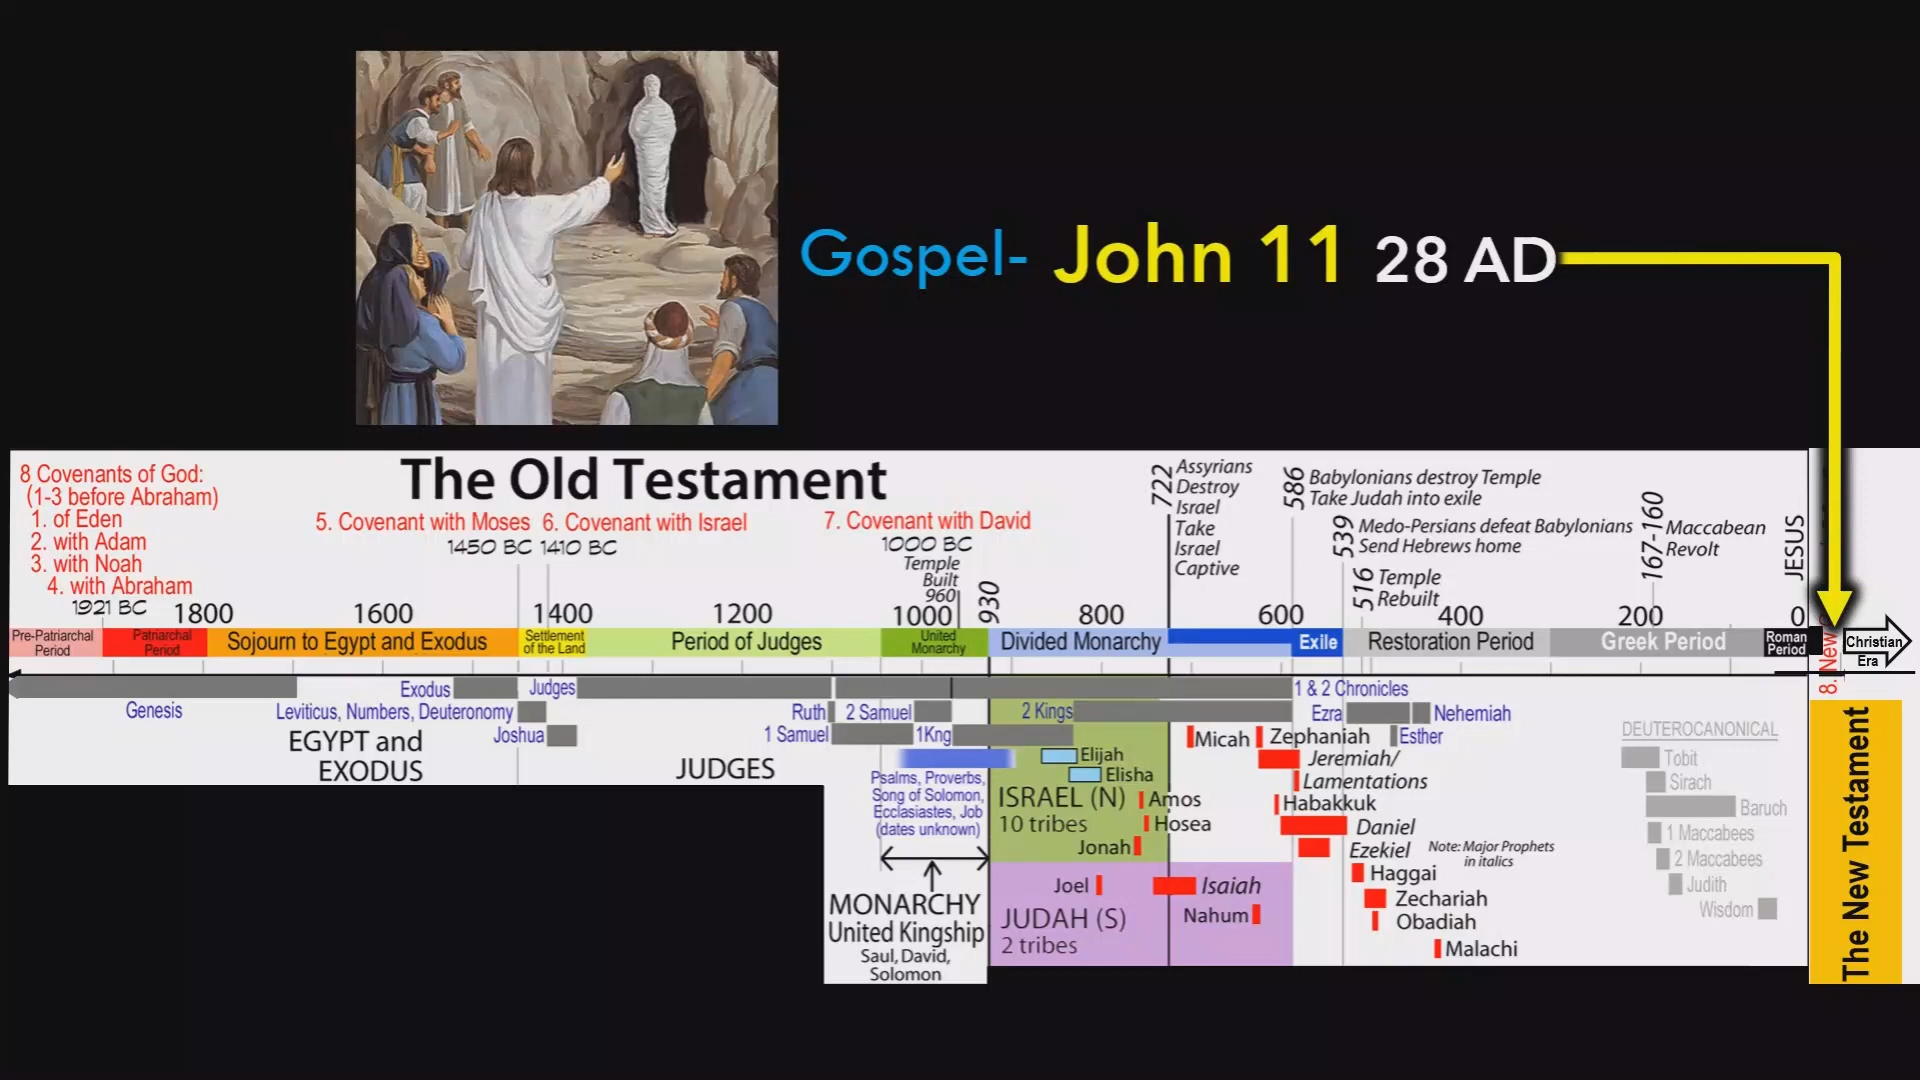 Gospel- John 11 28 AD
The Old Testament
8 Covenants of God:
(1-3 before Abraham)
1. of Eden
2. with Adam
3. with Noah
4. with Abraham
1921 BC
5. Covenant with Moses
1450 BC
6. Covenant with Israel
1410 BC
7. Covenant with David
1000 BC
Temple
Built
960
930
722
Assyrians
Destroy
Israel
Take
Israel
Captive
586
Babylonians destroy Temple
Take Judah into exile
539
Medo-Persians defeat Babylonians
Send Hebrews home
516
Temple
Rebuilt
167-160
Maccabean
Revolt
JESUS
1800 1600 1400 1200 1000 800 600 400 200 0
Pre-Patriarchal
Period
Patriarchal
Period
Sojourn to Egypt and Exodus
Settlement
of the Land
Period of Judges
United
Monarchy
Divided Monarchy
Exile
Restoration Period
Greek Period
Roman
Period
8. New
Christian
Era
Genesis
Exodus
Leviticus, Numbers, Deuteronomy
Joshua
Judges
Ruth
1 Samuel
2 Samuel
1Kng
2 Kings
1 & 2 Chronicles
Ezra
Nehemiah
Esther
EGYPT and
EXODUS
JUDGES
Psalms, Proverbs,
Song of Solomon,
Ecclasiastes, Job
(dates unknown)
MONARCHY
United Kingship
Saul, David,
Solomon
Elijah
Elisha
ISRAEL (N)
10 tribes
Amos
Hosea
Jonah
Joel
Isaiah
JUDAH (S)
2 tribes
Nahum
Micah
Zephaniah
Jeremiah/
Lamentations
Habakkuk
Daniel
Ezekiel
Note: Major Prophets
in italics
Haggai
Zechariah
Obadiah
Malachi
DEUTEROCANONICAL
Tobit
Sirach
Baruch
1 Maccabees
2 Maccabees
Judith
Wisdom
The New Testament